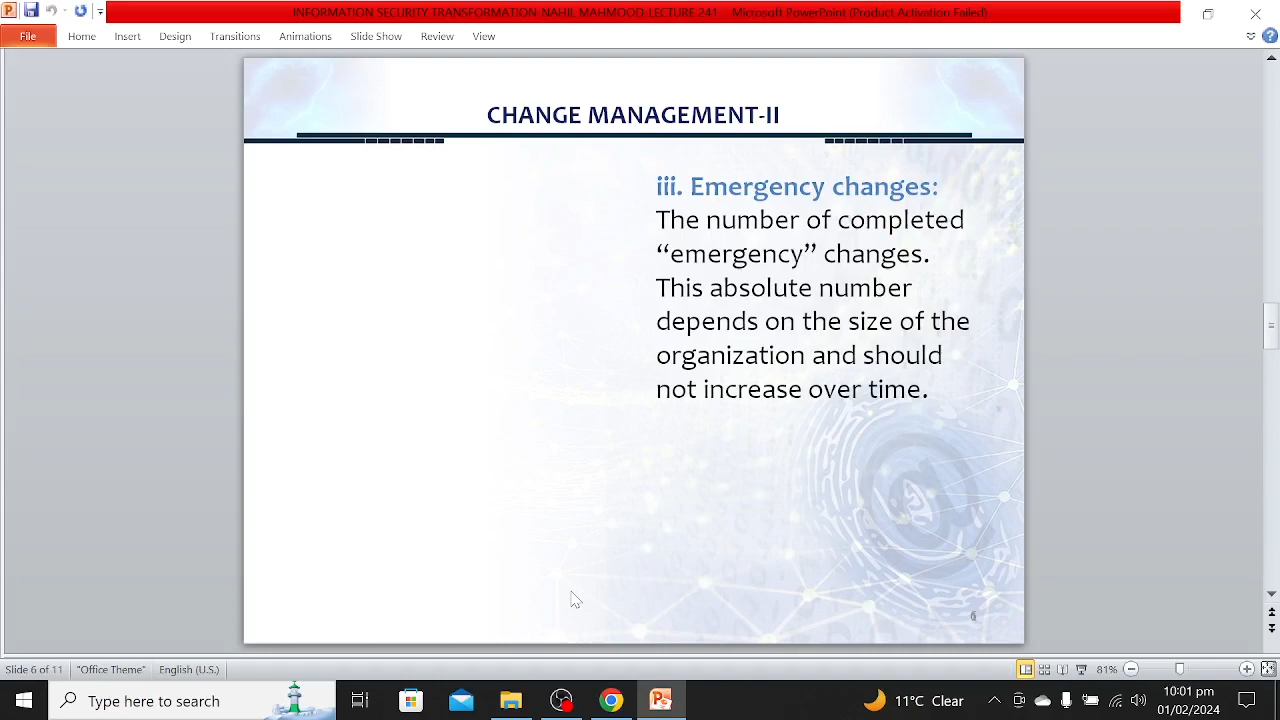 INFORMATION SECURITY TRANSFORMATION-NAHIL MAHMOOD-LECTURE 241 - Microsoft PowerPoint (Product Activation Failed)
File Home Insert Design Transitions Animations Slide Show Review View
CHANGE MANAGEMENT-II
iii. Emergency changes:
The number of completed
“emergency” changes.
This absolute number
depends on the size of the
organization and should
not increase over time.
6
Slide 6 of 11 "Office Theme" English (U.S.) 81%
Type here to search 11°C Clear 10:01 pm
01/02/2024